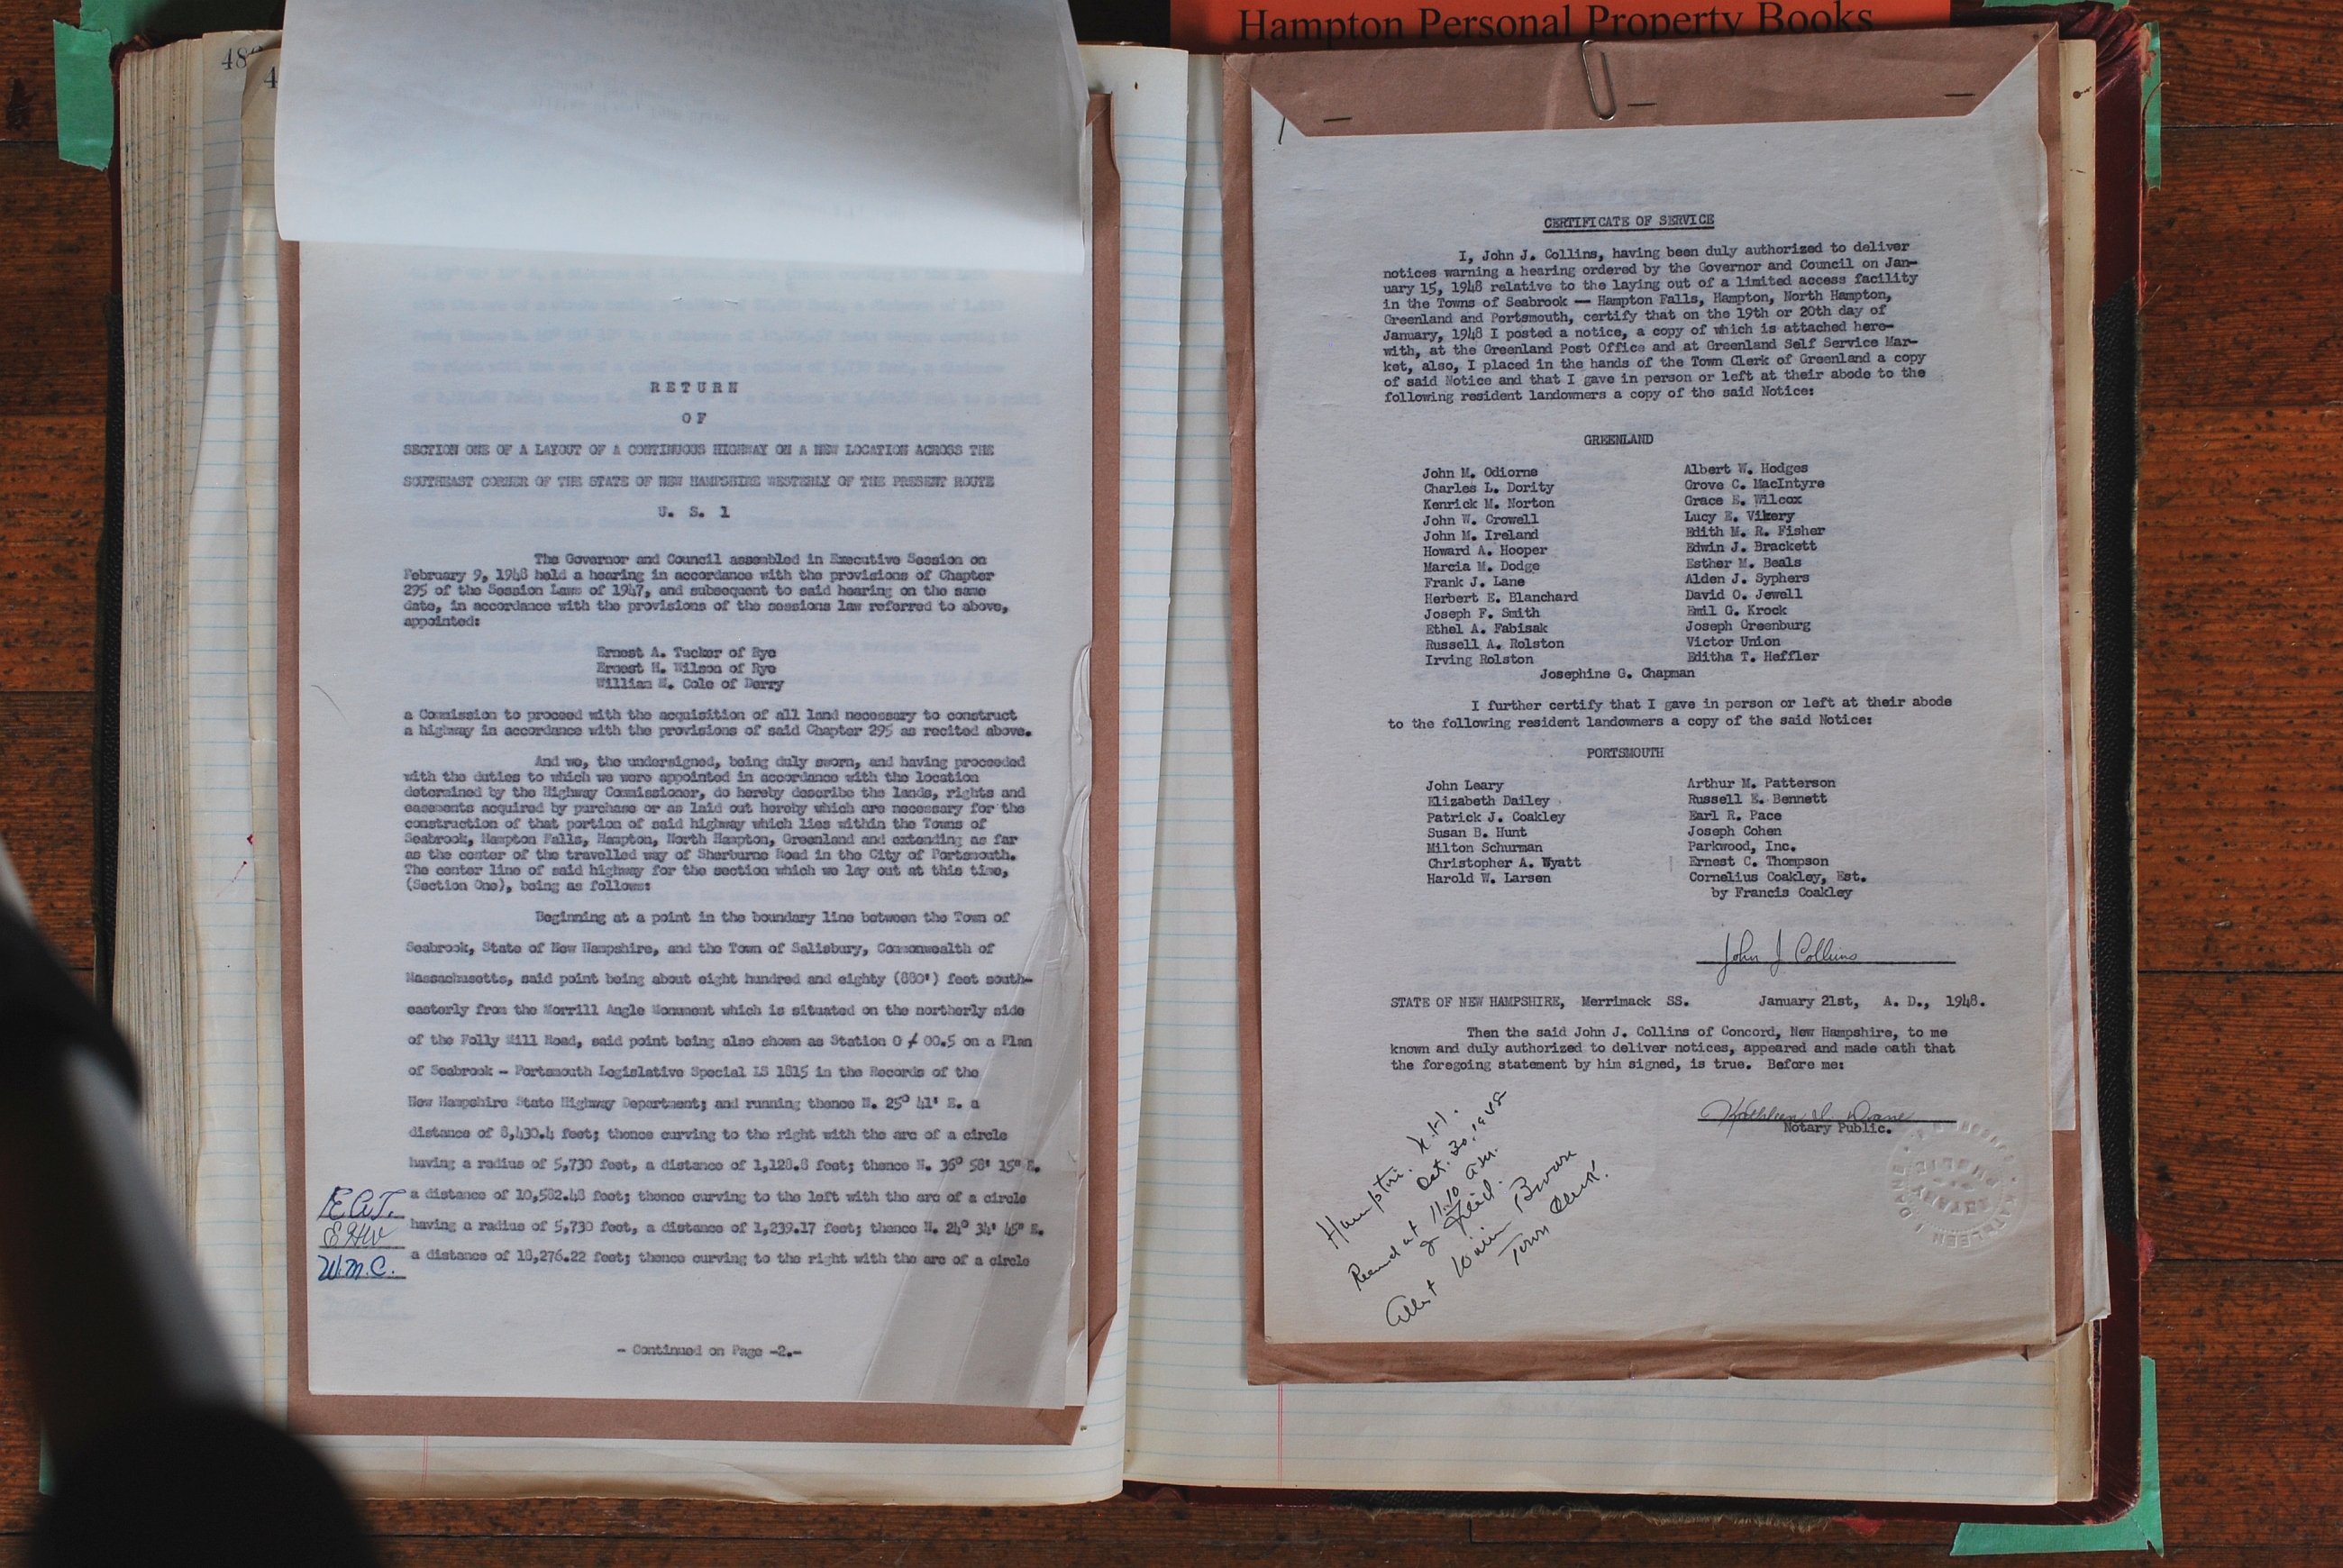 Hampton Personal Property Books
48
4
RETURN
OF
SECTION ONE OF A LAYOUT OF A CONTINUOUS HIGHWAY ON A NEW LOCATION ACROSS THE
SOUTHEAST CORNER OF THE STATE OF NEW HAMPSHIRE WESTERLY OF THE PRESENT ROUTE
U. S. 1
The Governor and Council assembled in Executive Session on
February 9, 1948 held a hearing in accordance with the provisions of Chapter
295 of the Session Laws of 1947, and subsequent to said hearing on the same
date, in accordance with the provisions of the sessions law referred to above,
appointed:
Ernest A. Tucker of Rye
Ernest H. Wilson of Rye
William M. Cole of Derry
a Commission to proceed with the acquisition of all land necessary to construct
a highway in accordance with the provisions of said Chapter 295 as recited above.
And we, the undersigned, being duly sworn, and having proceeded
with the duties to which we were appointed in accordance with the location
determined by the Highway Commissioner, do hereby describe the lands, rights and
easements acquired by purchase or as laid out hereby which are necessary for the
construction of that portion of said highway which lies within the Towns of
Seabrook, Hampton Falls, Hampton, North Hampton, Greenland and extending as far
as the center of the travelled way of Sherburne Road in the City of Portsmouth.
The center line of said highway for the section which we lay out at this time,
(Section One), being as follows:
Beginning at a point in the boundary line between the Town of
Seabrook, State of New Hampshire, and the Town of Salisbury, Commonwealth of
Massachusetts, said point being about eight hundred and eighty (880') feet south-
easterly from the Morrill Angle Monument which is situated on the northerly side
of the Folly Mill Road, said point being also shown as Station 0 + 00.5 on a Plan
of Seabrook - Portsmouth Legislative Special LS 1815 in the Records of the
New Hampshire State Highway Department; and running thence N. 25° 41' E. a
distance of 8,430.4 feet; thence curving to the right with the arc of a circle
having a radius of 5,730 feet, a distance of 1,128.8 feet; thence N. 36° 58' 15" E.
a distance of 10,582.48 feet; thence curving to the left with the arc of a circle
having a radius of 5,730 feet, a distance of 1,239.17 feet; thence N. 24° 34' 45" E.
a distance of 18,276.22 feet; thence curving to the right with the arc of a circle
E.A.T.
EHW
W.M.C.
- Continued on Page -2.-
CERTIFICATE OF SERVICE
I, John J. Collins, having been duly authorized to deliver
notices warning a hearing ordered by the Governor and Council on Jan-
uary 15, 1948 relative to the laying out of a limited access facility
in the Towns of Seabrook — Hampton Falls, Hampton, North Hampton,
Greenland and Portsmouth, certify that on the 19th or 20th day of
January, 1948 I posted a notice, a copy of which is attached here-
with, at the Greenland Post Office and at Greenland Self Service Mar-
ket, also, I placed in the hands of the Town Clerk of Greenland a copy
of said Notice and that I gave in person or left at their abode to the
following resident landowners a copy of the said Notice:
GREENLAND
John M. Odiorne
Charles L. Dority
Kenrick M. Norton
John W. Crowell
John M. Ireland
Howard A. Hooper
Marcia M. Dodge
Frank J. Lane
Herbert E. Blanchard
Joseph F. Smith
Ethel A. Fabisak
Russell A. Rolston
Irving Rolston
Albert W. Hodges
Grove C. MacIntyre
Grace E. Wilcox
Lucy E. Vikery
Edith M. R. Fisher
Edwin J. Brackett
Esther M. Beals
Alden J. Syphers
David O. Jewell
Emil G. Krock
Joseph Greenburg
Victor Union
Editha T. Heffler
Josephine G. Chapman
I further certify that I gave in person or left at their abode
to the following resident landowners a copy of the said Notice:
PORTSMOUTH
John Leary
Elizabeth Dailey
Patrick J. Coakley
Susan B. Hunt
Milton Schurman
Christopher A. Wyatt
Harold W. Larsen
Arthur M. Patterson
Russell E. Bennett
Earl R. Pace
Joseph Cohen
Parkwood, Inc.
Ernest C. Thompson
Cornelius Coakley, Est.
by Francis Coakley
John J Collins
STATE OF NEW HAMPSHIRE, Merrimack SS. January 21st, A. D., 1948.
Then the said John J. Collins of Concord, New Hampshire, to me
known and duly authorized to deliver notices, appeared and made oath that
the foregoing statement by him signed, is true. Before me:
Kathleen I. Doane
Notary Public.
Hampton, N.H.
Oct. 30, 1948
Received at 11.10 A.M.
& Filed.
Attest William Brown
Town Clerk.